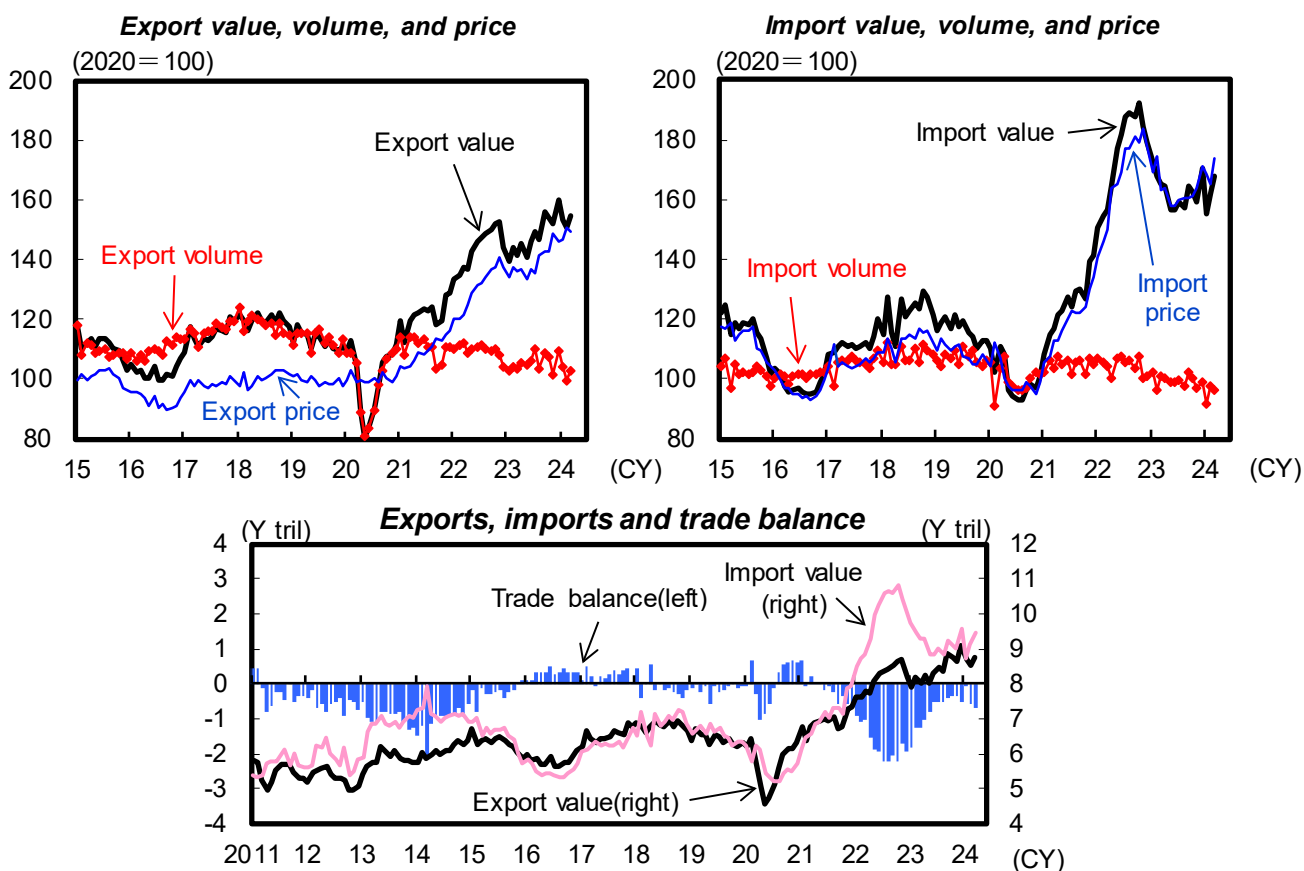 Export value, volume, and price
(2020＝100)
200
180
160
140
120
100
80
Export value
Export volume
Export price
15 16 17 18 19 20 21 22 23 24 (CY)
Import value, volume, and price
(2020＝100)
200
180
160
140
120
100
80
Import value
Import volume
Import
price
15 16 17 18 19 20 21 22 23 24 (CY)
Exports, imports and trade balance
(Y tril) (Y tril)
4 12
3 11
2 10
1 9
0 8
-1 7
-2 6
-3 5
-4 4
Import value
(right)
Trade balance(left)
Export value(right)
2011 12 13 14 15 16 17 18 19 20 21 22 23 24 (CY)